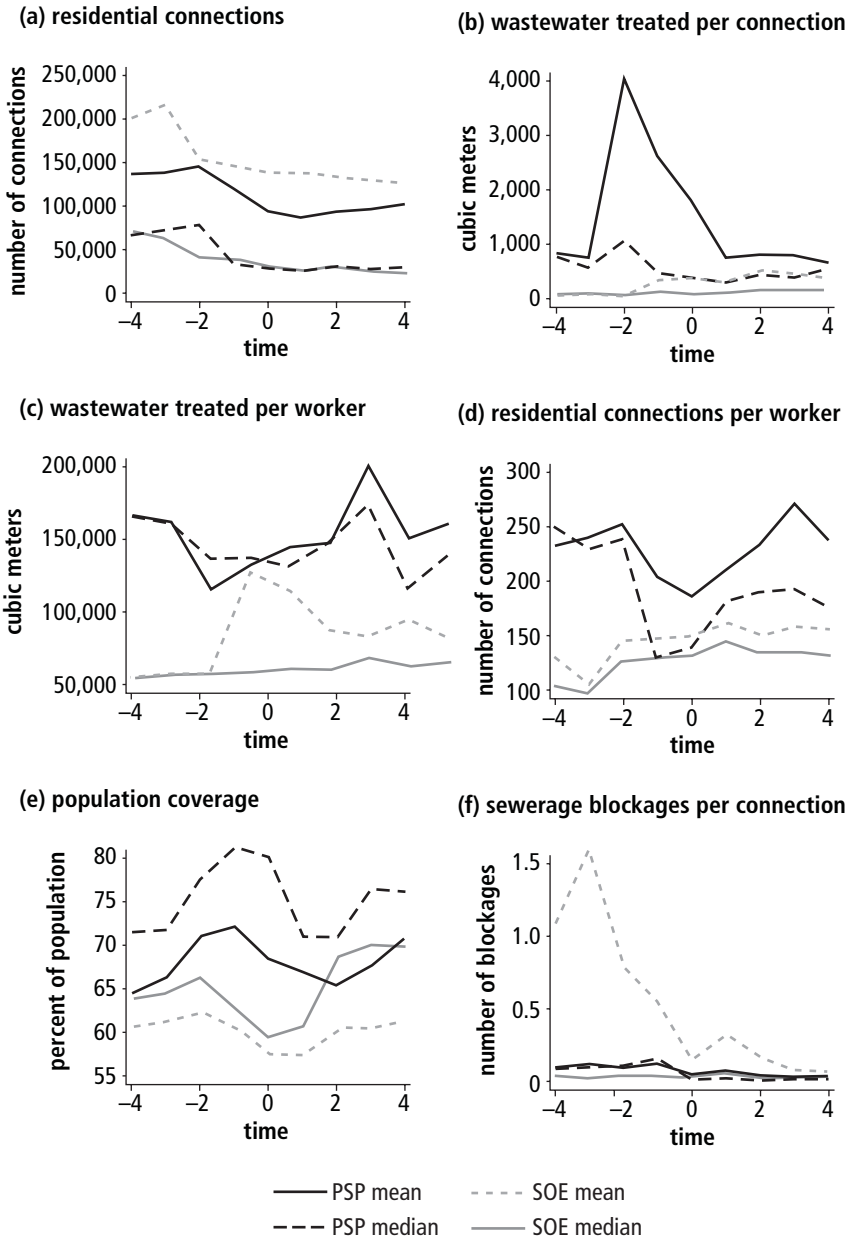 (a) residential connections
number of connections
250,000
200,000
150,000
100,000
50,000
0
–4
–2
0
2
4
time
(b) wastewater treated per connection
cubic meters
4,000
3,000
2,000
1,000
0
–4
–2
0
2
4
time
(c) wastewater treated per worker
cubic meters
200,000
150,000
100,000
50,000
–4
–2
0
2
4
time
(d) residential connections per worker
number of connections
300
250
200
150
100
–4
–2
0
2
4
time
(e) population coverage
percent of population
80
75
70
65
60
55
–4
–2
0
2
4
time
(f) sewerage blockages per connection
number of blockages
1.5
1.0
0.5
0
–4
–2
0
2
4
time
PSP mean
SOE mean
PSP median
SOE median